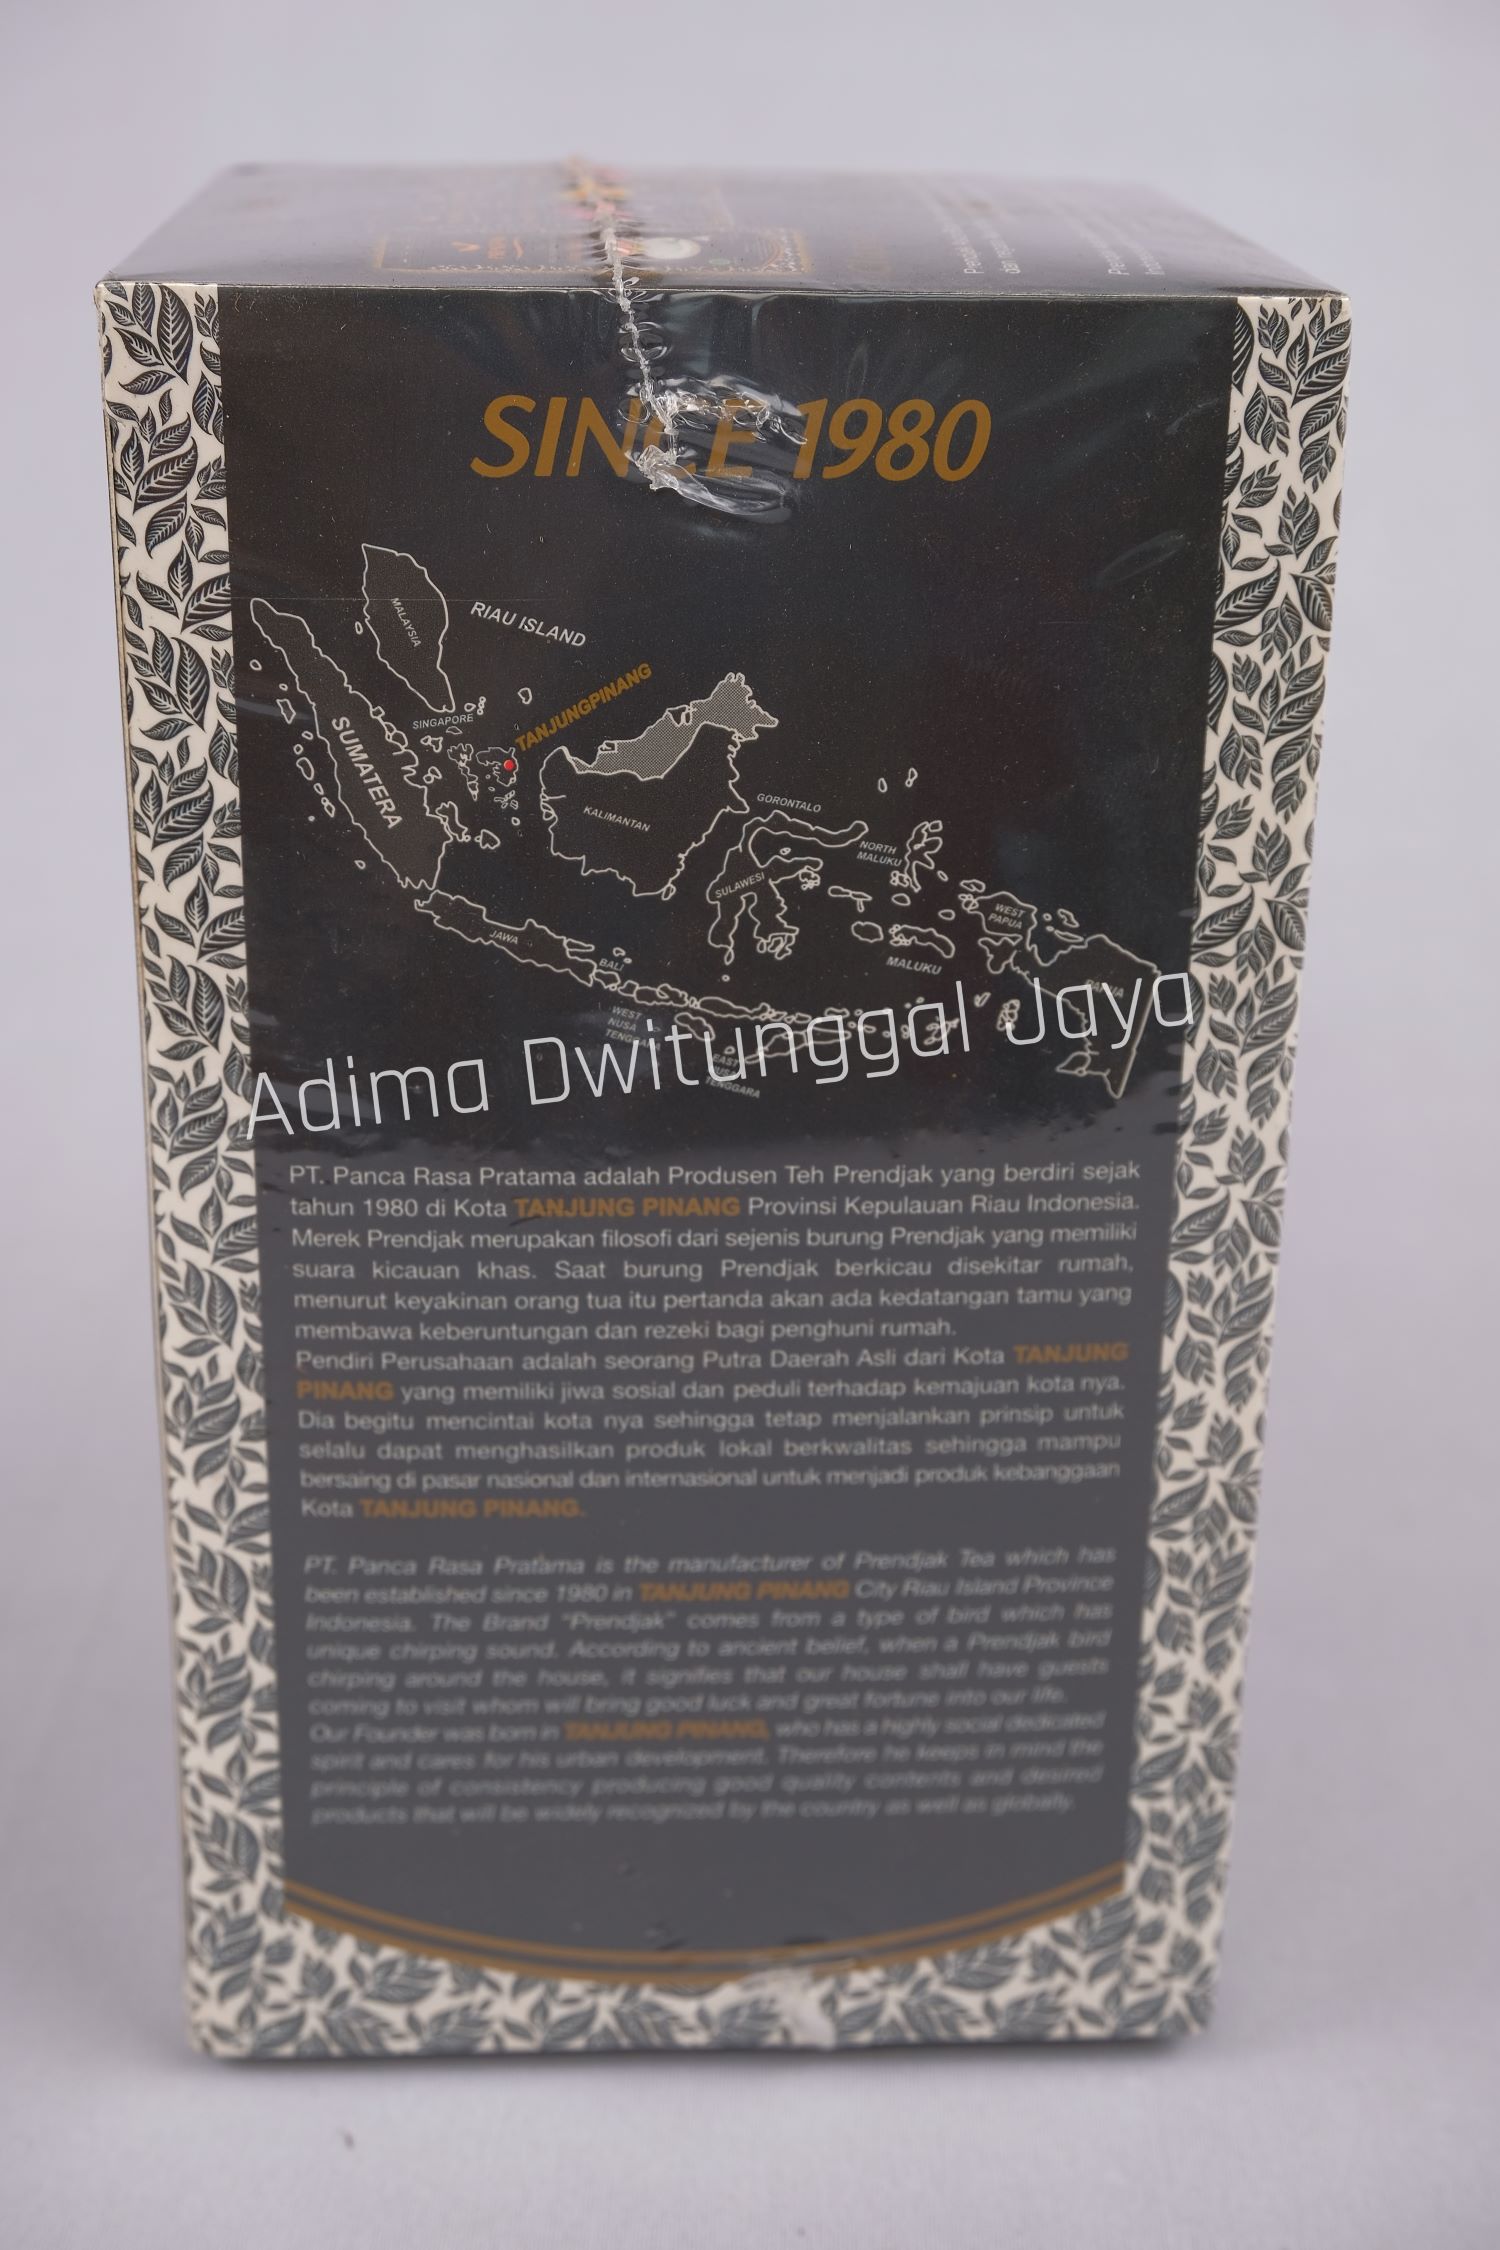 SINCE 1980
MALAYSIA
RIAU ISLAND
TANJUNGPINANG
SINGAPORE
SUMATERA
KALIMANTAN
GORONTALO
NORTH
MALUKU
SULAWESI
WEST
PAPUA
JAWA
BALI
MALUKU
PAPUA
WEST
NUSA
TENGGARA
EAST
NUSA
TENGGARA
Adima Dwitunggal Jaya
PT. Panca Rasa Pratama adalah Produsen Teh Prendjak yang berdiri sejak
tahun 1980 di Kota TANJUNG PINANG Provinsi Kepulauan Riau Indonesia.
Merek Prendjak merupakan filosofi dari sejenis burung Prendjak yang memiliki
suara kicauan khas. Saat burung Prendjak berkicau disekitar rumah,
menurut keyakinan orang tua itu pertanda akan ada kedatangan tamu yang
membawa keberuntungan dan rezeki bagi penghuni rumah.
Pendiri Perusahaan adalah seorang Putra Daerah Asli dari Kota TANJUNG
PINANG yang memiliki jiwa sosial dan peduli terhadap kemajuan kota nya.
Dia begitu mencintai kota nya sehingga tetap menjalankan prinsip untuk
selalu dapat menghasilkan produk lokal berkwalitas sehingga mampu
bersaing di pasar nasional dan internasional untuk menjadi produk kebanggaan
Kota TANJUNG PINANG.
PT. Panca Rasa Pratama is the manufacturer of Prendjak Tea which has
been established since 1980 in TANJUNG PINANG City Riau Island Province
Indonesia. The Brand "Prendjak" comes from a type of bird which has
unique chirping sound. According to ancient belief, when a Prendjak bird
chirping around the house, it signifies that our house shall have guests
coming to visit whom will bring good luck and great fortune into our life.
Our Founder was born in TANJUNG PINANG, who has a highly social dedicated
spirit and cares for his urban development. Therefore he keeps in mind the
principle of consistency producing good quality contents and desired
products that will be widely recognized by the country as well as globally.